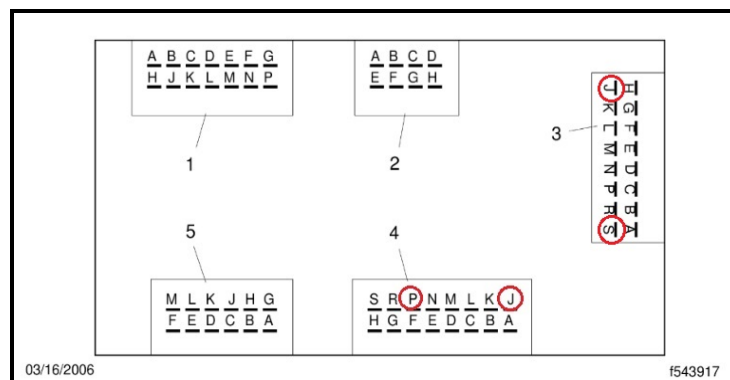 A B C D E F G
H J K L M N P
A B C D
E F G H
J K L M N P R S
H G F E D C B A
1
2
3
5
4
M L K J H G
F E D C B A
S R P N M L K J
H G F E D C B A
03/16/2006
f543917